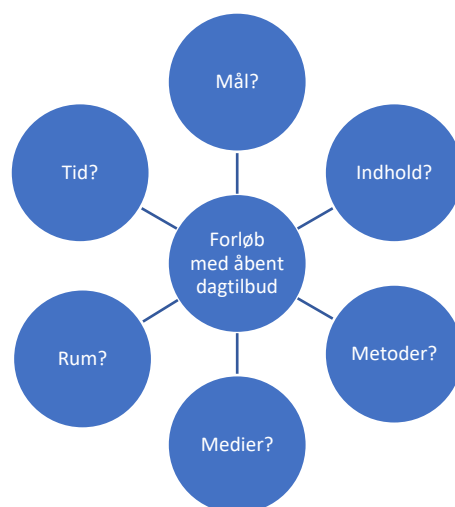 Mål?
Tid?
Indhold?
Forløb
med åbent
dagtilbud
Rum?
Metoder?
Medier?